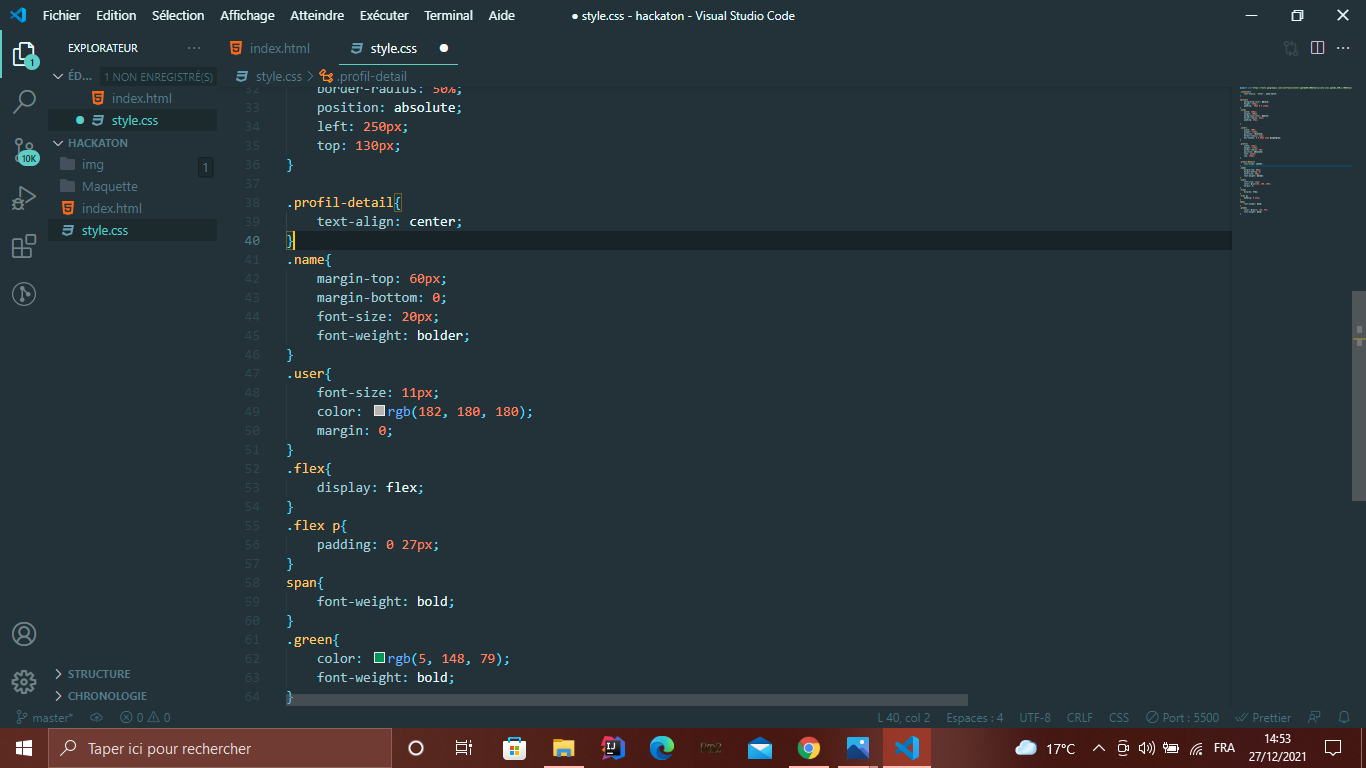 Fichier Edition Sélection Affichage Atteindre Exécuter Terminal Aide ● style.css - hackaton - Visual Studio Code
EXPLORATEUR ···
index.html style.css ●
ÉD... 1 NON ENREGISTRÉ(S)
style.css > .profil-detail
index.html
● style.css
HACKATON
img 1
Maquette
index.html
style.css
1
10K
32 border-radius: 50%;
33 position: absolute;
34 left: 250px;
35 top: 130px;
36 }
37
38 .profil-detail{
39 text-align: center;
40 }
41 .name{
42 margin-top: 60px;
43 margin-bottom: 0;
44 font-size: 20px;
45 font-weight: bolder;
46 }
47 .user{
48 font-size: 11px;
49 color: rgb(182, 180, 180);
50 margin: 0;
51 }
52 .flex{
53 display: flex;
54 }
55 .flex p{
56 padding: 0 27px;
57 }
58 span{
59 font-weight: bold;
60 }
61 .green{
62 color: rgb(5, 148, 79);
63 font-weight: bold;
64 }
STRUCTURE
CHRONOLOGIE
master* 0 0 L 40, col 2 Espaces : 4 UTF-8 CRLF CSS Port : 5500 Prettier
Taper ici pour rechercher IJ 17°C FRA 14:53
27/12/2021